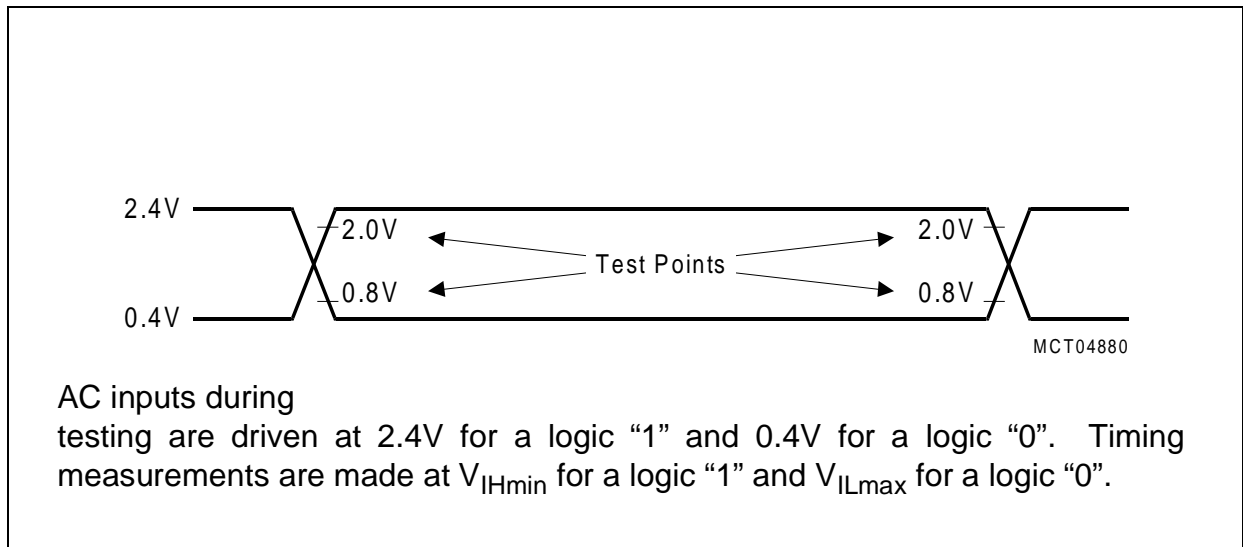 2.4V
2.0V
2.0V
Test Points
0.8V
0.8V
0.4V
MCT04880
AC inputs during
testing are driven at 2.4V for a logic “1” and 0.4V for a logic “0”. Timing
measurements are made at VIHmin for a logic “1” and VILmax for a logic “0”.